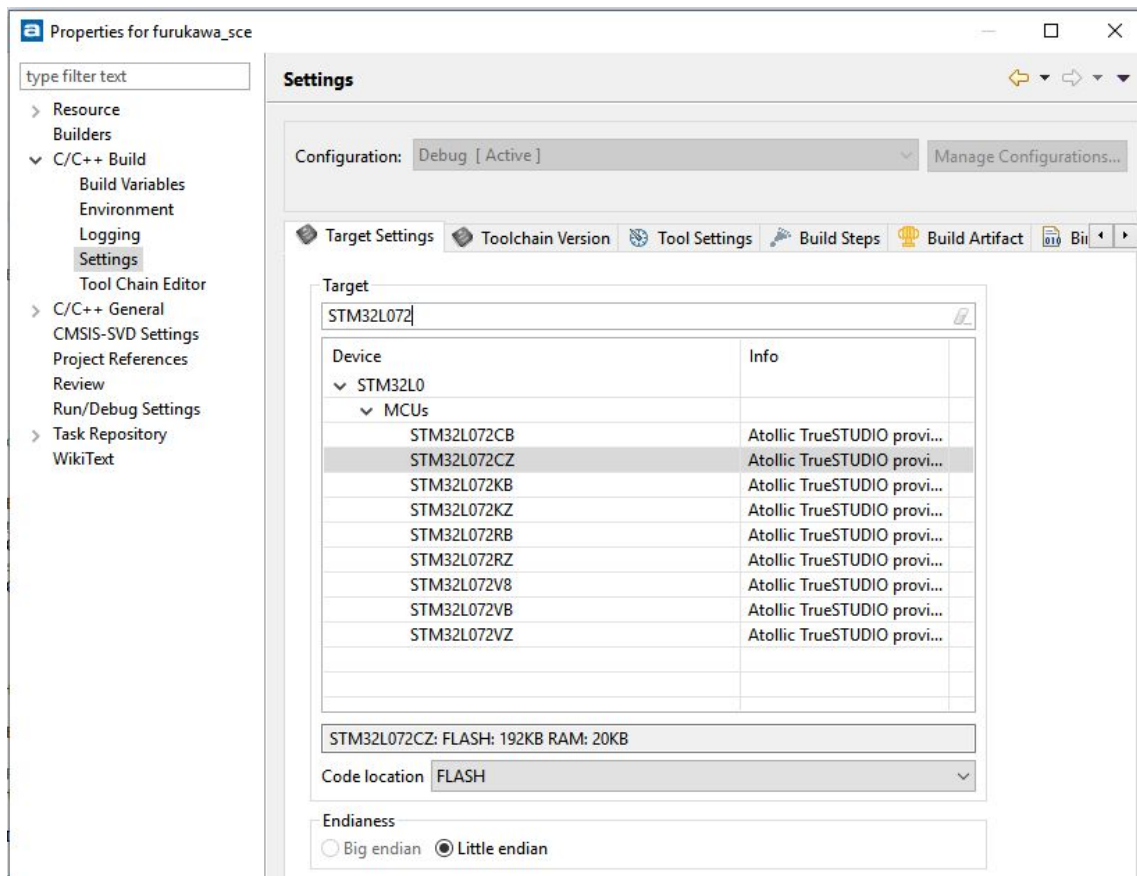 Properties for furukawa_sce
type filter text
Resource
Builders
C/C++ Build
Build Variables
Environment
Logging
Settings
Tool Chain Editor
C/C++ General
CMSIS-SVD Settings
Project References
Review
Run/Debug Settings
Task Repository
WikiText
Settings
Configuration: Debug [ Active ] Manage Configurations...
Target Settings Toolchain Version Tool Settings Build Steps Build Artifact Bi
Target
STM32L072
Device Info
STM32L0
MCUs
STM32L072CB Atollic TrueSTUDIO provi...
STM32L072CZ Atollic TrueSTUDIO provi...
STM32L072KB Atollic TrueSTUDIO provi...
STM32L072KZ Atollic TrueSTUDIO provi...
STM32L072RB Atollic TrueSTUDIO provi...
STM32L072RZ Atollic TrueSTUDIO provi...
STM32L072V8 Atollic TrueSTUDIO provi...
STM32L072VB Atollic TrueSTUDIO provi...
STM32L072VZ Atollic TrueSTUDIO provi...
STM32L072CZ: FLASH: 192KB RAM: 20KB
Code location FLASH
Endianess
Big endian Little endian